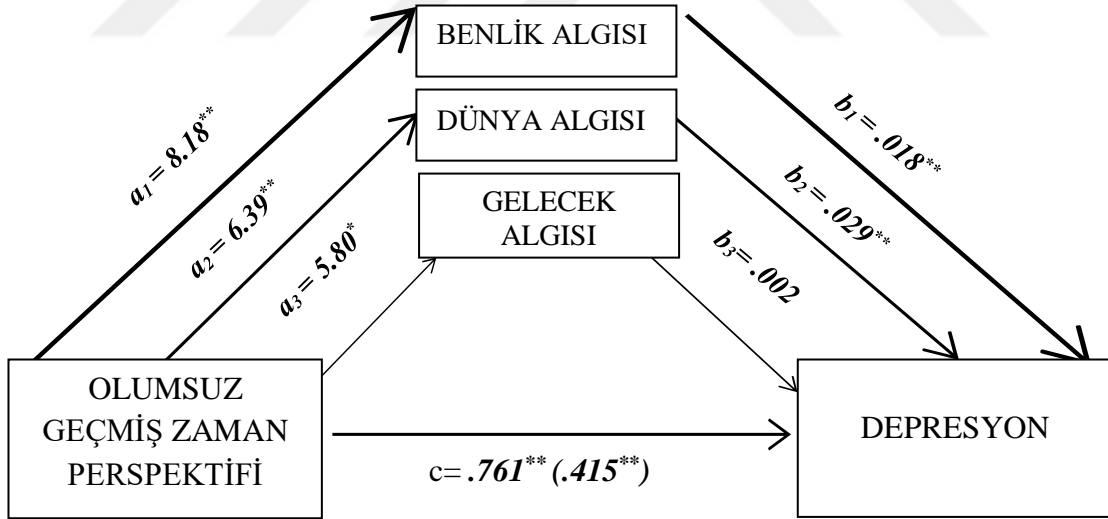 BENLİK ALGISI
DÜNYA ALGISI
GELECEK
ALGISI
a₁ = 8.18**
a₂ = 6.39**
a₃ = 5.80*
b₁ = .018**
b₂ = .029**
b₃ = .002
OLUMSUZ
GEÇMİŞ ZAMAN
PERSPEKTİFİ
DEPRESYON
c= .761** (.415**)